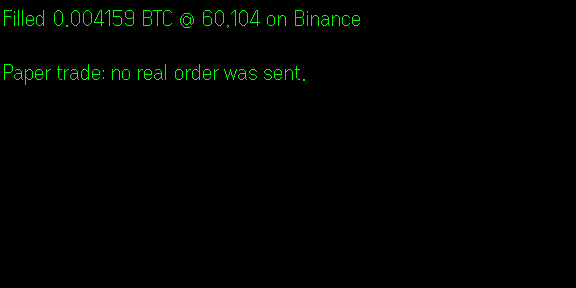 Filled 0.004159 BTC @ 60,104 on Binance
Paper trade: no real order was sent.